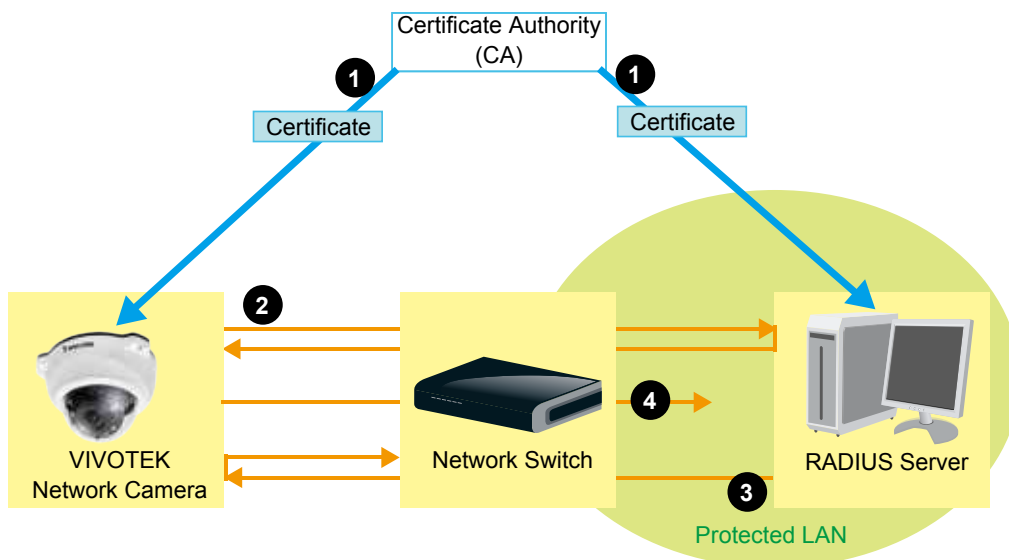 Certificate Authority
(CA)
1
1
Certificate
Certificate
2
4
VIVOTEK
Network Camera
Network Switch
RADIUS Server
3
Protected LAN